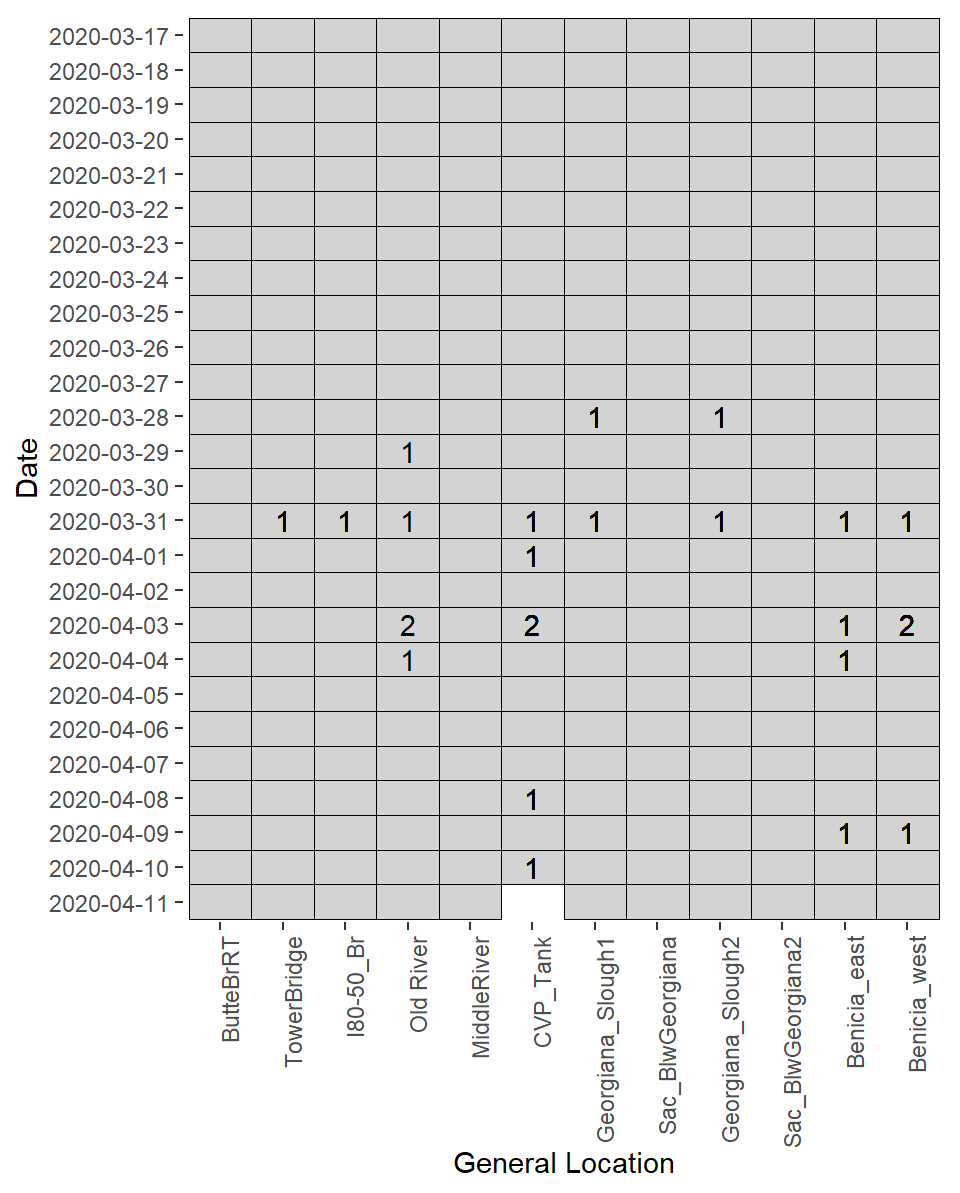 2020-03-17
2020-03-18
2020-03-19
2020-03-20
2020-03-21
2020-03-22
2020-03-23
2020-03-24
2020-03-25
2020-03-26
2020-03-27
2020-03-28 1 1
2020-03-29 1
2020-03-30
2020-03-31 1 1 1 1 1 1 1 1
2020-04-01 1
2020-04-02
2020-04-03 2 2 1 2
2020-04-04 1 1
2020-04-05
2020-04-06
2020-04-07
2020-04-08 1
2020-04-09 1 1
2020-04-10 1
2020-04-11
Date
ButteBrRT
TowerBridge
I80-50_Br
Old River
MiddleRiver
CVP_Tank
Georgiana_Slough1
Sac_BlwGeorgiana
Georgiana_Slough2
Sac_BlwGeorgiana2
Benicia_east
Benicia_west
General Location